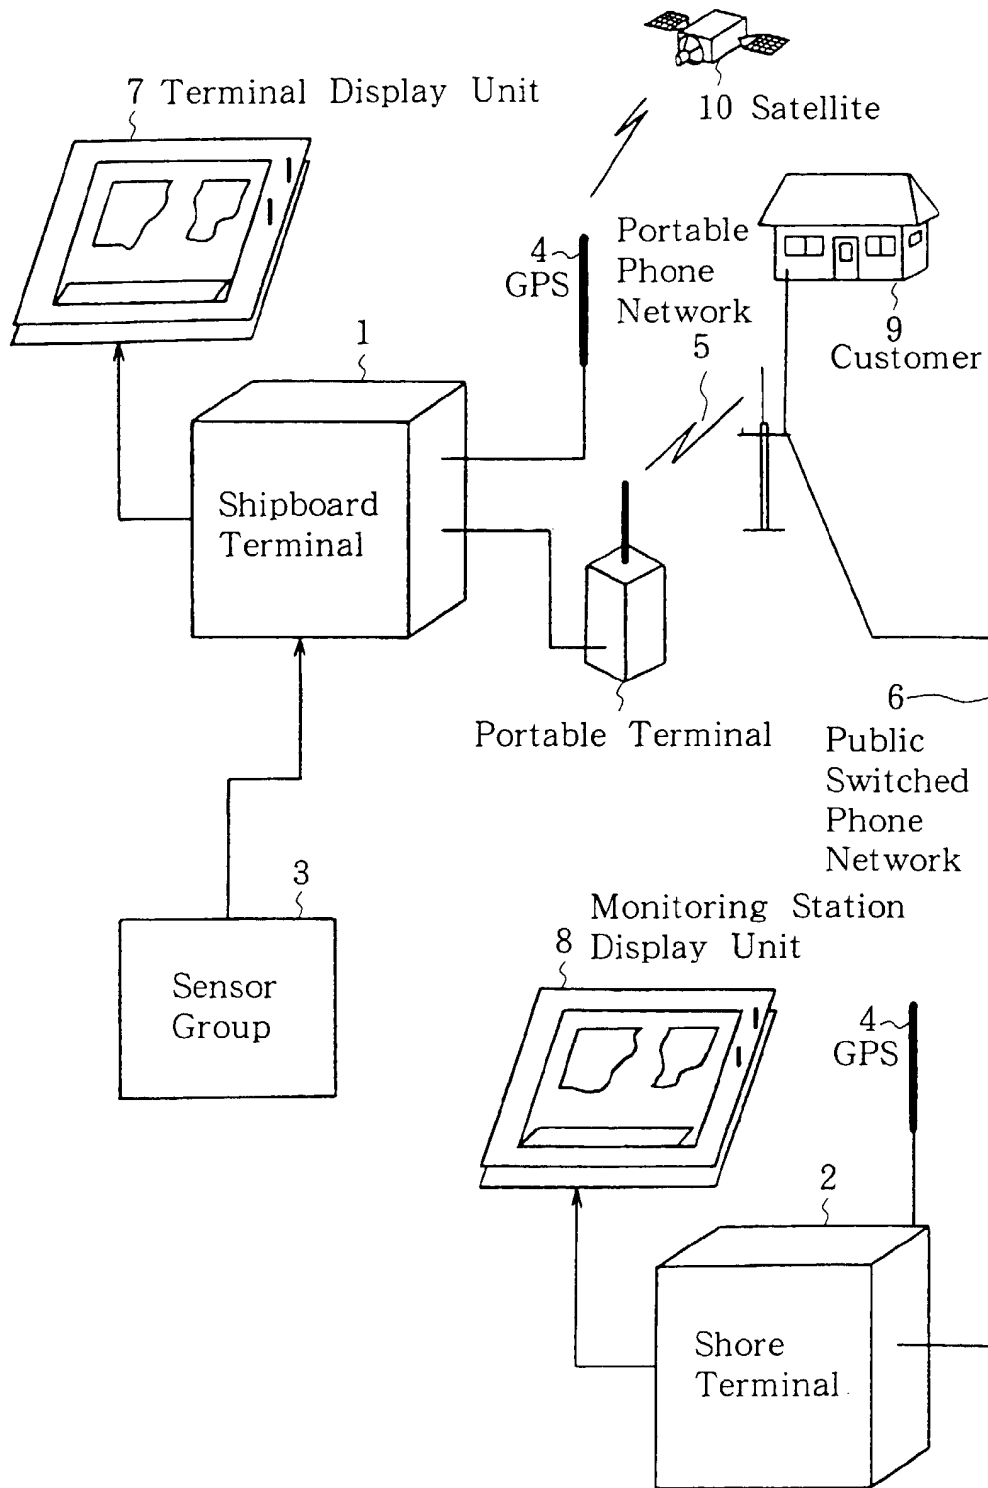 7 Terminal Display Unit
10 Satellite
4
GPS
Portable
Phone
Network
5
9
Customer
1
Shipboard
Terminal
Portable Terminal
6
Public
Switched
Phone
Network
3
Sensor
Group
Monitoring Station
8 Display Unit
4
GPS
2
Shore
Terminal